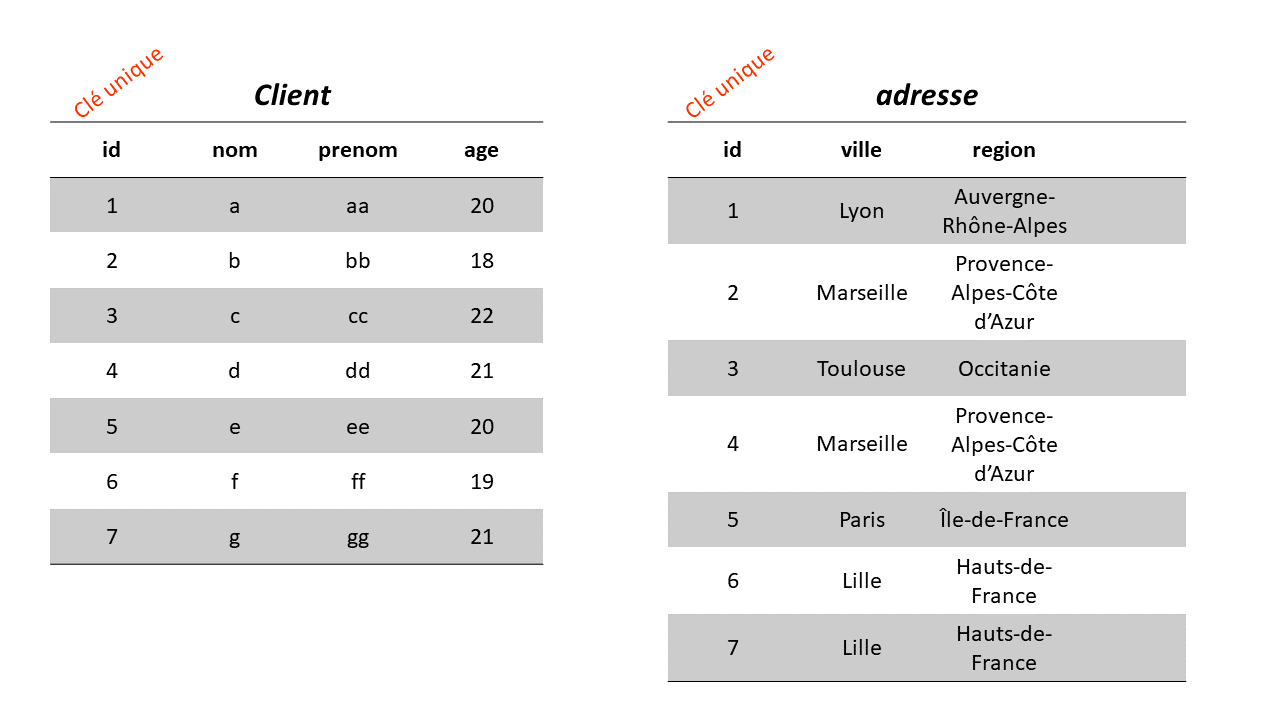 Clé unique
Client
id nom prenom age
1 a aa 20
2 b bb 18
3 c cc 22
4 d dd 21
5 e ee 20
6 f ff 19
7 g gg 21
Clé unique
adresse
id ville region
1 Lyon Auvergne-
Rhône-Alpes
2 Marseille Provence-
Alpes-Côte
d’Azur
3 Toulouse Occitanie
4 Marseille Provence-
Alpes-Côte
d’Azur
5 Paris Île-de-France
6 Lille Hauts-de-
France
7 Lille Hauts-de-
France